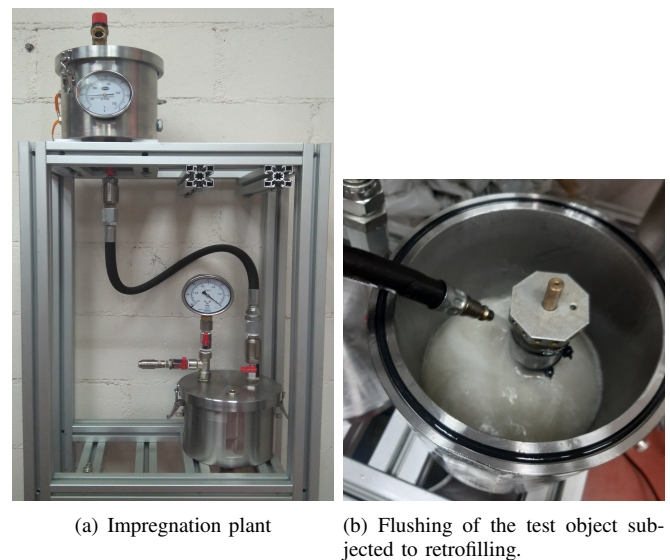 (a) Impregnation plant
(b) Flushing of the test object sub-
jected to retrofilling.